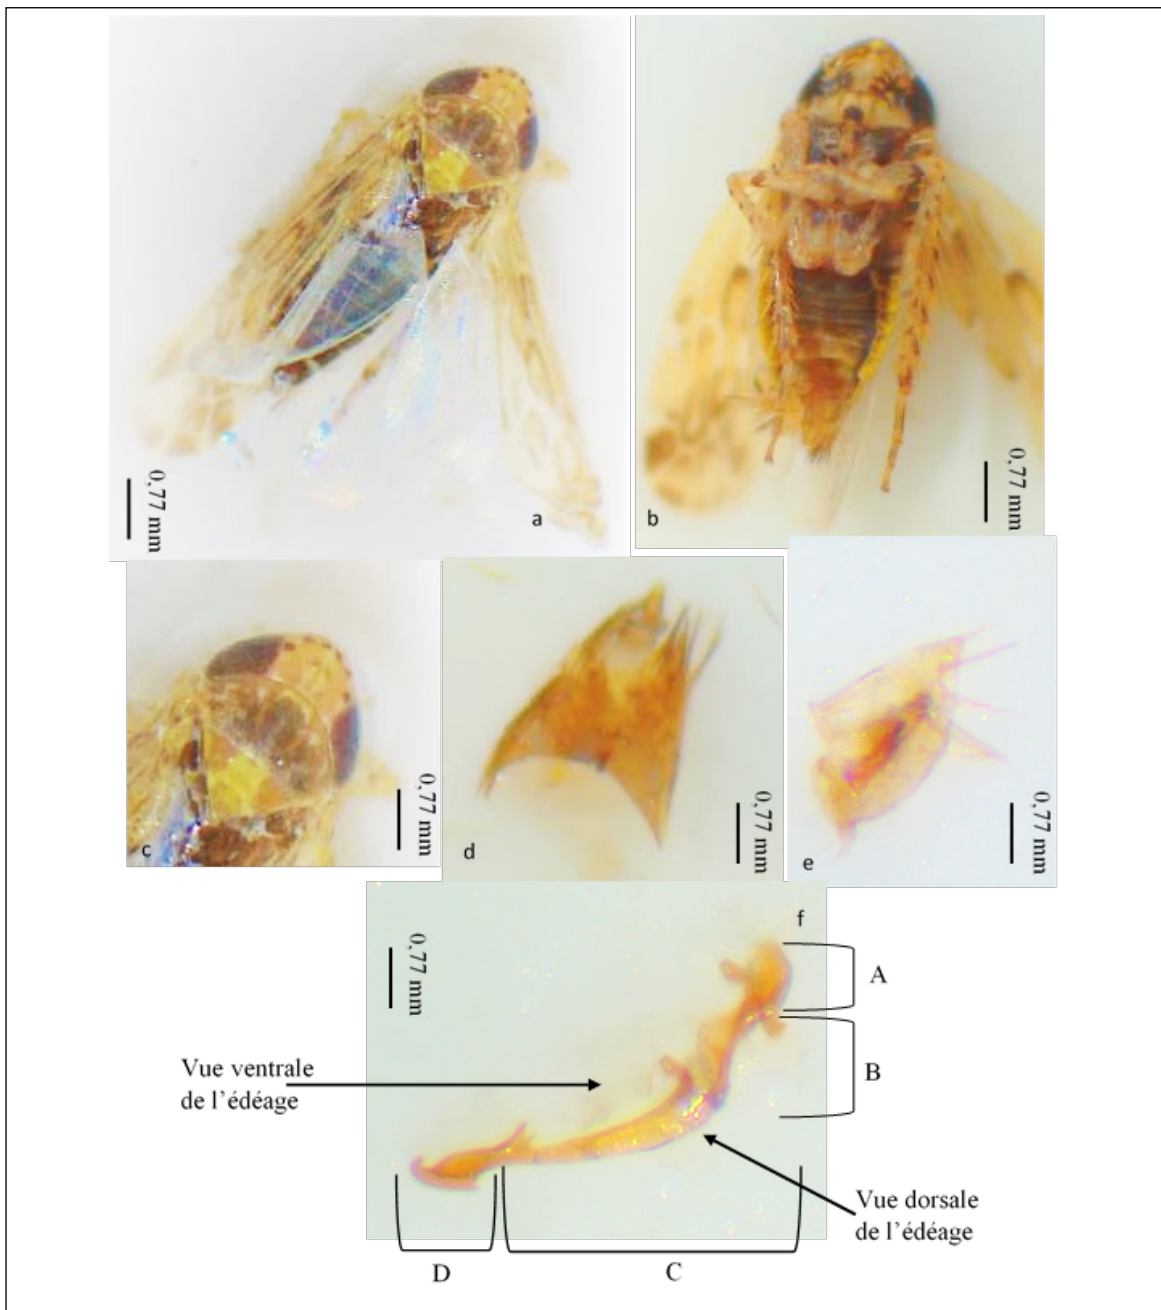 0,77 mm
a
0,77 mm
b
0,77 mm
c
0,77 mm
d
0,77 mm
e
f
0,77 mm
A
B
Vue ventrale
de l'édéage
Vue dorsale
de l'édéage
D
C